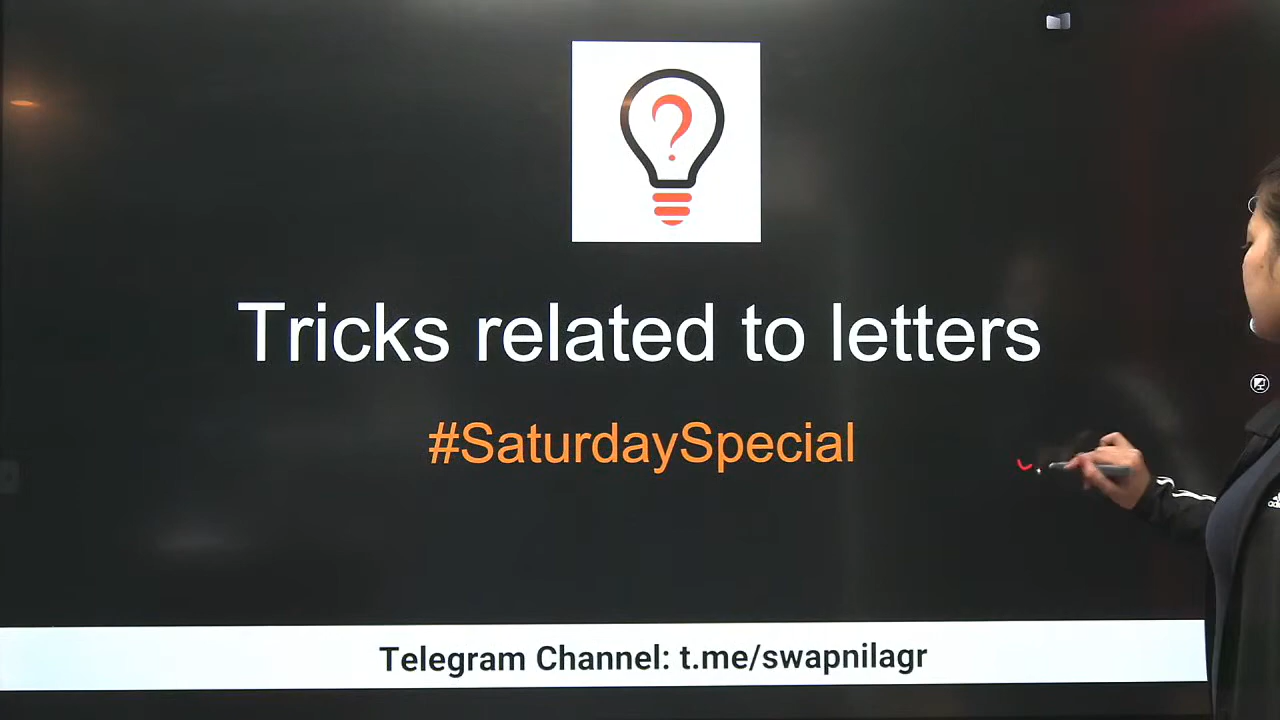 Tricks related to letters
#SaturdaySpecial
Telegram Channel: t.me/swapnilagr